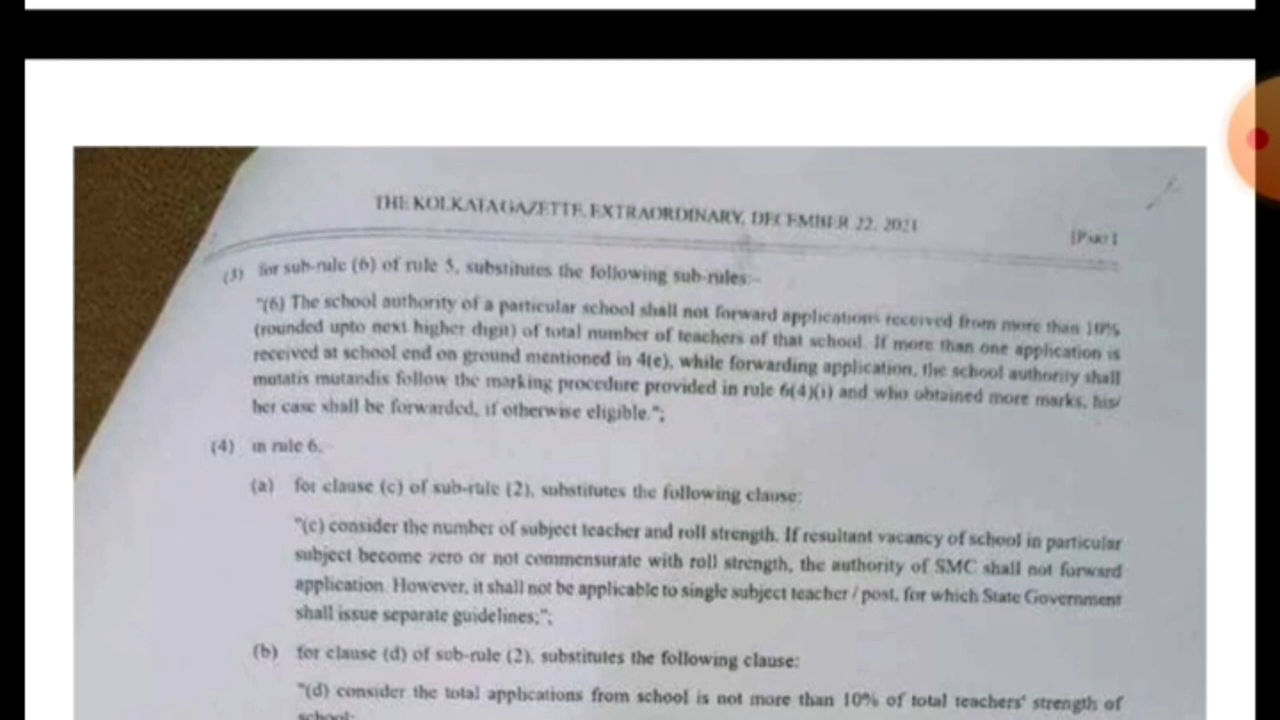 THE KOLKATA GAZETTE, EXTRAORDINARY, DECEMBER 22, 2021
[PART I
(3) for sub-rule (6) of rule 5, substitutes the following sub-rules:-
"(6) The school authority of a particular school shall not forward applications received from more than 10%
(rounded upto next higher digit) of total number of teachers of that school. If more than one application is
received at school end on ground mentioned in 4(e), while forwarding application, the school authority shall
mutatis mutandis follow the marking procedure provided in rule 6(4)(i) and who obtained more marks, his/
her case shall be forwarded, if otherwise eligible.";
(4) in rule 6,
(a) for clause (c) of sub-rule (2), substitutes the following clause:
"(c) consider the number of subject teacher and roll strength. If resultant vacancy of school in particular
subject become zero or not commensurate with roll strength, the authority of SMC shall not forward
application. However, it shall not be applicable to single subject teacher / post, for which State Government
shall issue separate guidelines;";
(b) for clause (d) of sub-rule (2), substitutes the following clause:
"(d) consider the total applications from school is not more than 10% of total teachers' strength of
school;